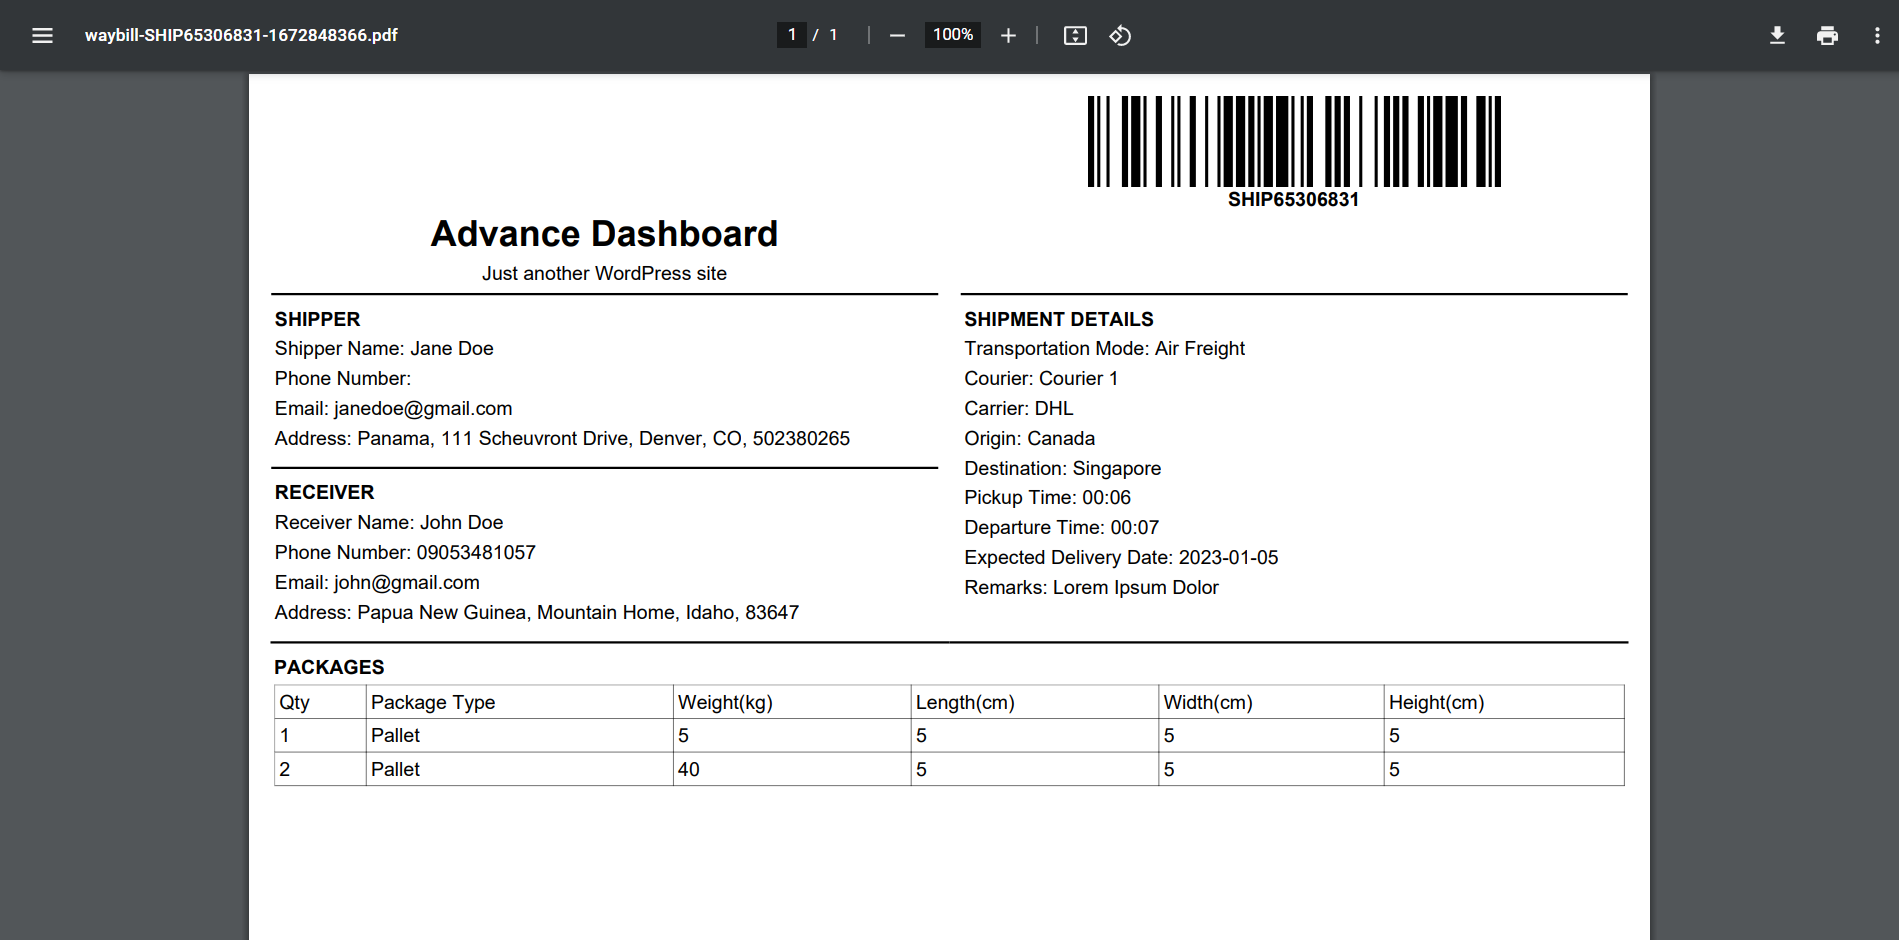 waybill-SHIP65306831-1672848366.pdf
1 / 1
100%
SHIP65306831
Advance Dashboard
Just another WordPress site
SHIPPER
Shipper Name: Jane Doe
Phone Number:
Email: janedoe@gmail.com
Address: Panama, 111 Scheuvront Drive, Denver, CO, 502380265
RECEIVER
Receiver Name: John Doe
Phone Number: 09053481057
Email: john@gmail.com
Address: Papua New Guinea, Mountain Home, Idaho, 83647
SHIPMENT DETAILS
Transportation Mode: Air Freight
Courier: Courier 1
Carrier: DHL
Origin: Canada
Destination: Singapore
Pickup Time: 00:06
Departure Time: 00:07
Expected Delivery Date: 2023-01-05
Remarks: Lorem Ipsum Dolor
PACKAGES
Qty Package Type Weight(kg) Length(cm) Width(cm) Height(cm)
1 Pallet 5 5 5 5
2 Pallet 40 5 5 5